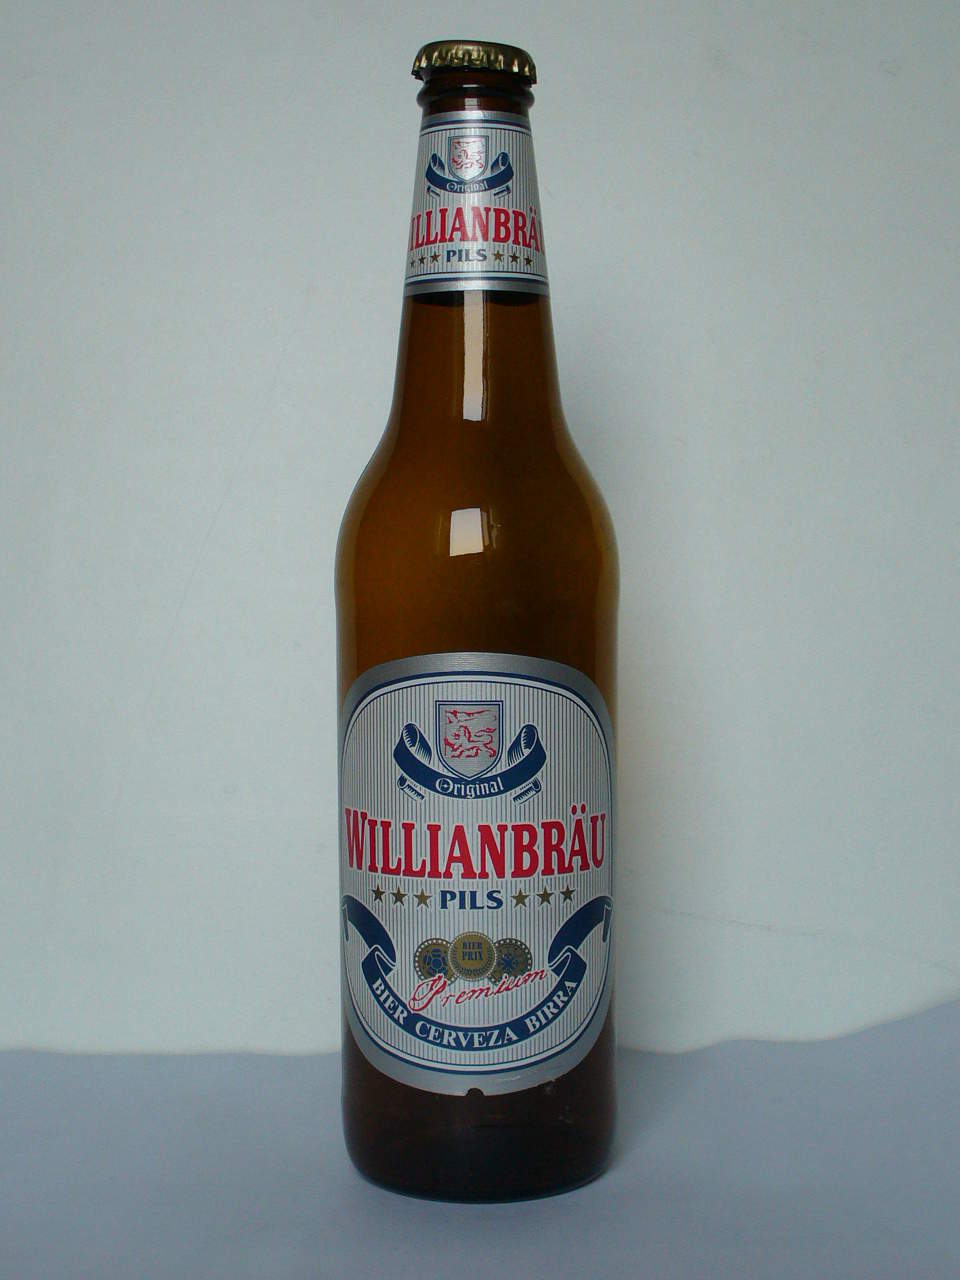 Original
WILLIANBRÄU
PILS
Original
WILLIANBRÄU
PILS
BIER
PRIX
Premium
BIER CERVEZA BIRRA